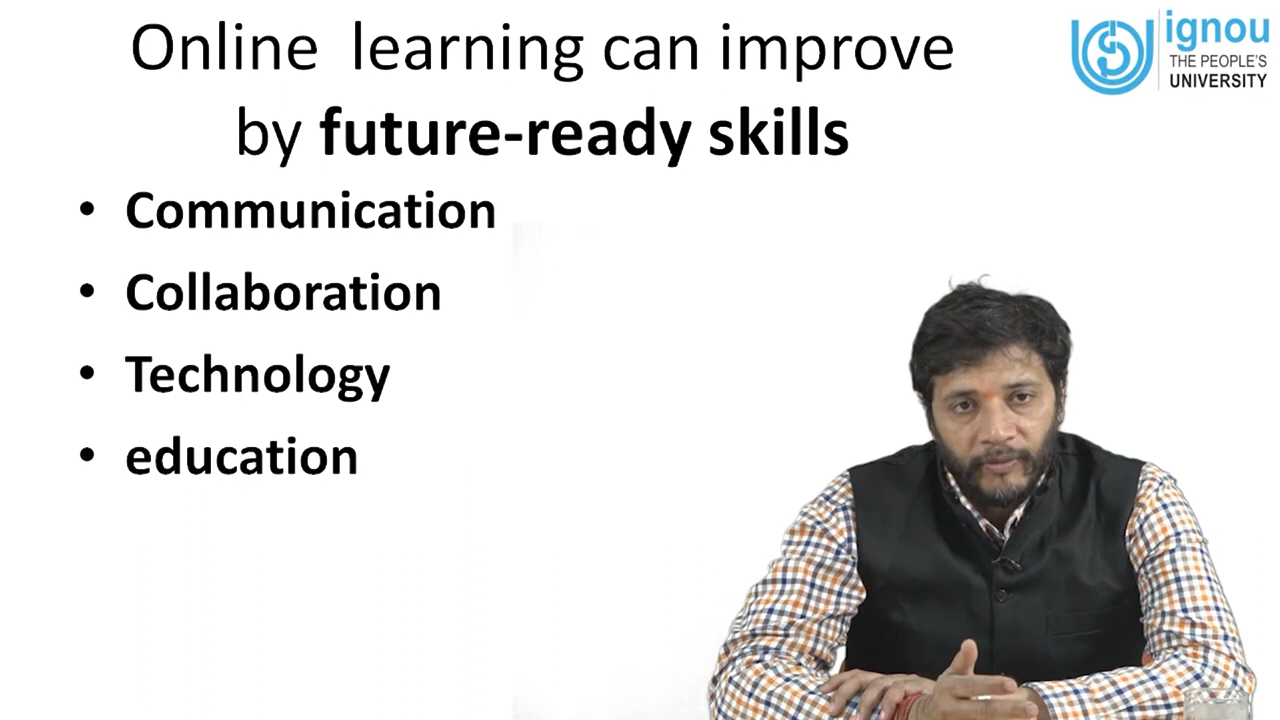 Online learning can improve
by future-ready skills
ignou
THE PEOPLE'S
UNIVERSITY
• Communication
• Collaboration
• Technology
• education